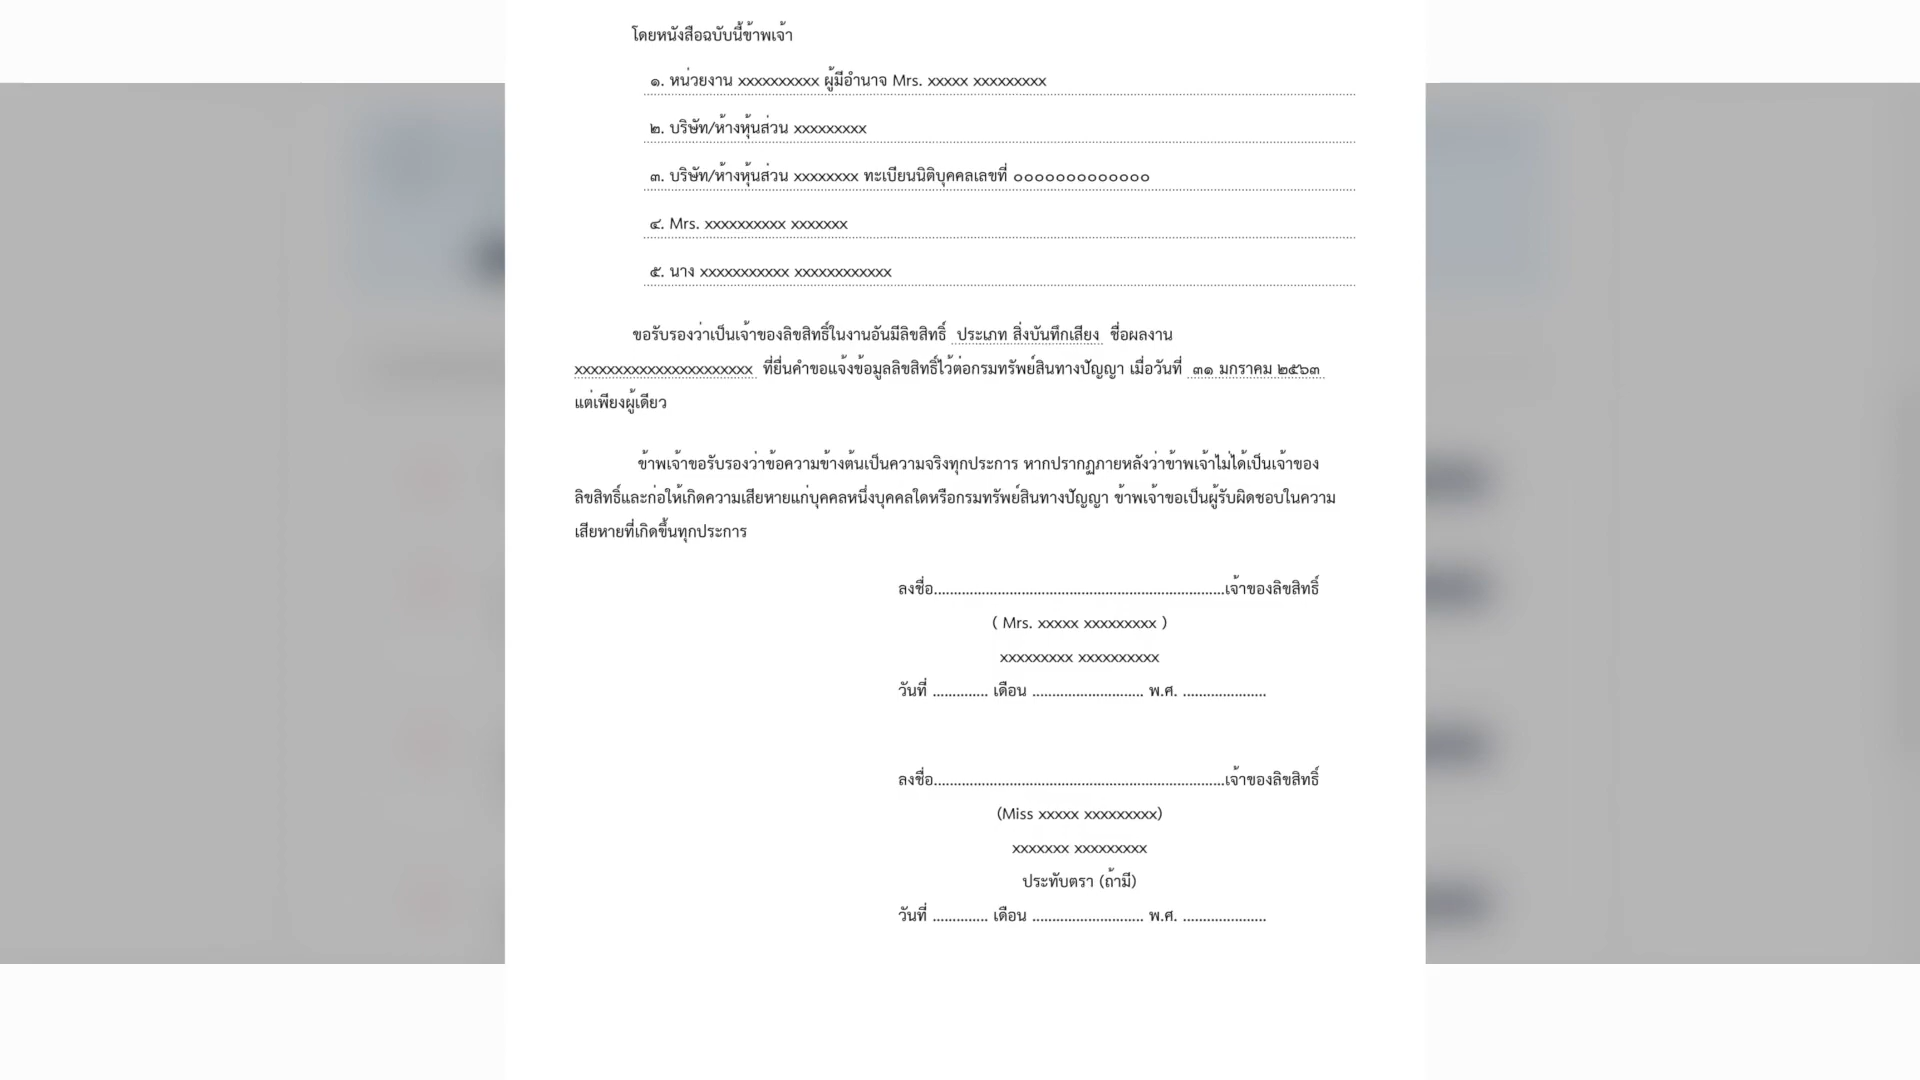 โดยหนังสือฉบับนี้ข้าพเจ้า
๑. หน่วยงาน xxxxxxxxxx ผู้มีอำนาจ Mrs. xxxxx xxxxxxxxx
๒. บริษัท/ห้างหุ้นส่วน xxxxxxxxx
๓. บริษัท/ห้างหุ้นส่วน xxxxxxxx ทะเบียนนิติบุคคลเลขที่ ๐๐๐๐๐๐๐๐๐๐๐๐๐
๔. Mrs. xxxxxxxxxx xxxxxxx
๕. นาง xxxxxxxxxxx xxxxxxxxxxxx
ขอรับรองว่าเป็นเจ้าของลิขสิทธิ์ในงานอันมีลิขสิทธิ์ ประเภท สิ่งบันทึกเสียง ชื่อผลงาน
xxxxxxxxxxxxxxxxxxxxxx ที่ยื่นคำขอแจ้งข้อมูลลิขสิทธิ์ไว้ต่อกรมทรัพย์สินทางปัญญา เมื่อวันที่ ๓๑ มกราคม ๒๕๖๓
แต่เพียงผู้เดียว
ข้าพเจ้าขอรับรองว่าข้อความข้างต้นเป็นความจริงทุกประการ หากปรากฏภายหลังว่าข้าพเจ้าไม่ได้เป็นเจ้าของ
ลิขสิทธิ์และก่อให้เกิดความเสียหายแก่บุคคลหนึ่งบุคคลใดหรือกรมทรัพย์สินทางปัญญา ข้าพเจ้าขอเป็นผู้รับผิดชอบในความ
เสียหายที่เกิดขึ้นทุกประการ
ลงชื่อ.........................................................................เจ้าของลิขสิทธิ์
( Mrs. xxxxx xxxxxxxxx )
xxxxxxxxx xxxxxxxxxx
วันที่ .............. เดือน ............................ พ.ศ. .....................
ลงชื่อ.........................................................................เจ้าของลิขสิทธิ์
(Miss xxxxx xxxxxxxxx)
xxxxxxx xxxxxxxxx
ประทับตรา (ถ้ามี)
วันที่ .............. เดือน ............................ พ.ศ. .....................